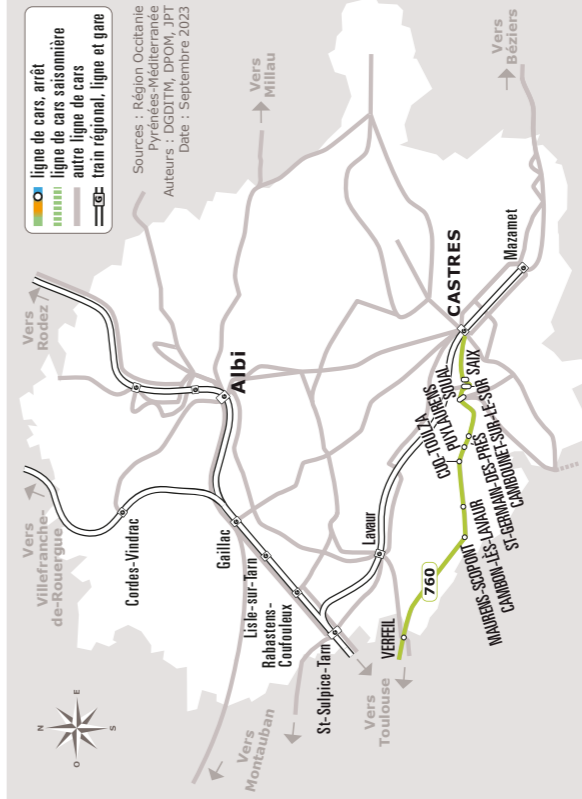 ligne de cars, arrêt
ligne de cars saisonnière
autre ligne de cars
G
train régional, ligne et gare
Sources : Région Occitanie
Pyrénées-Méditerranée
Auteurs : DGDITM, DPOM, JPT
Date : Septembre 2023
N
E
S
O
Vers
Villefranche-
de-Rouergue
Vers
Rodez
Vers
Millau
Vers
Béziers
Vers
Montauban
Vers
Toulouse
Cordes-Vindrac
Albi
Gaillac
Lisle-sur-Tarn
Rabastens-
Coufouleux
St-Sulpice-Tarn
Lavaur
CASTRES
Mazamet
760
VERFEIL
MAURENS-SCOPONT
CAMBON-LÈS-LAVAUR
CUQ-TOULZA
PUYLAURENS
ST-GERMAIN-DES-PRÉS
CAMBOUNET-SUR-LE-SOR
SOUAL
SAIX